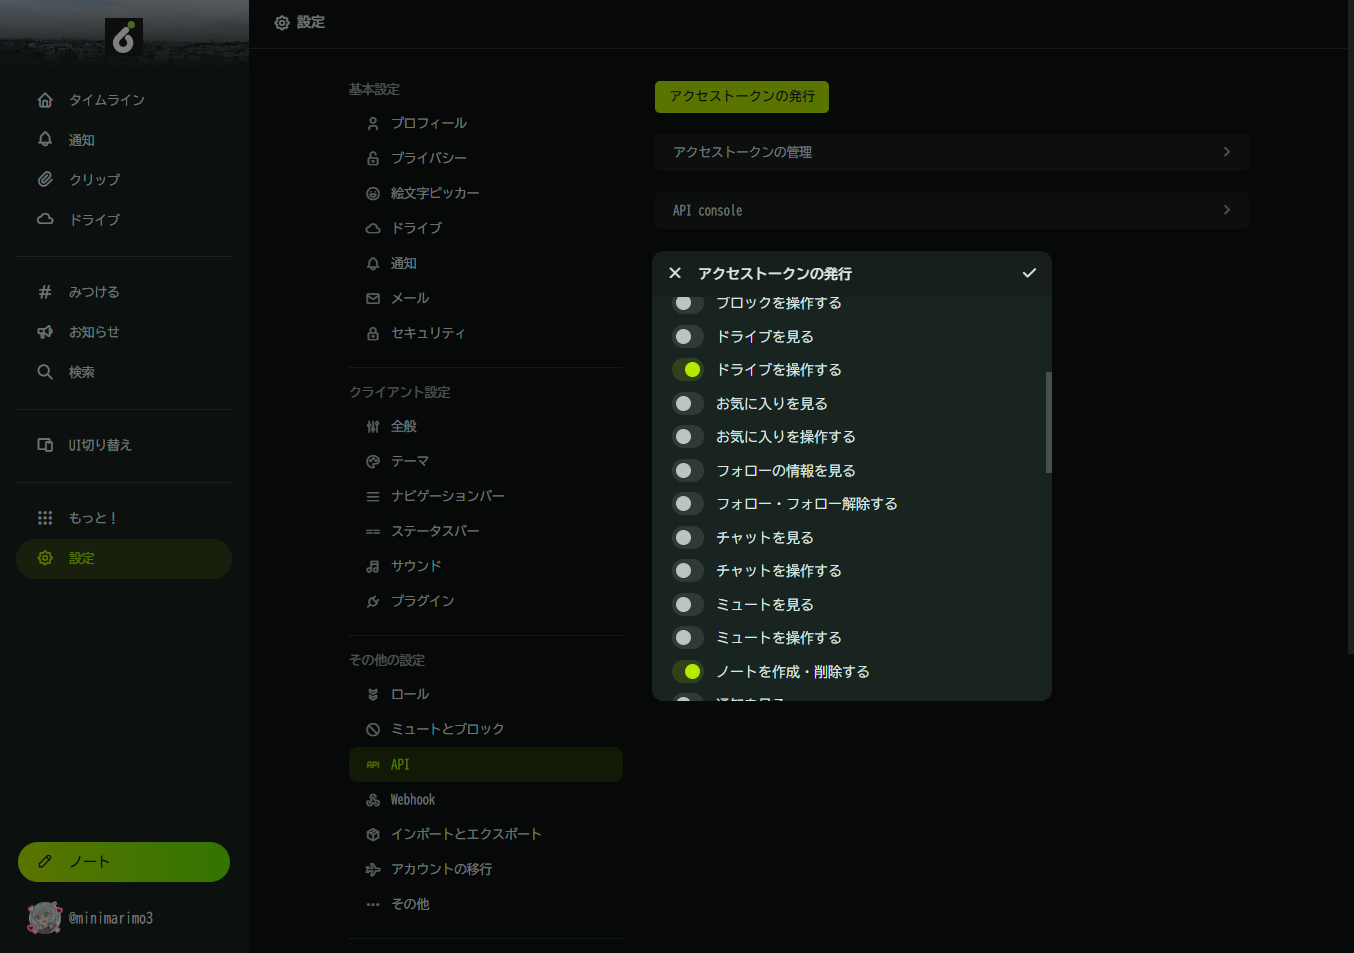 タイムライン
通知
クリップ
ドライブ
みつける
お知らせ
検索
UI切り替え
もっと！
設定
ノート
@minimarimo3
設定
基本設定
プロフィール
プライバシー
絵文字ピッカー
ドライブ
通知
メール
セキュリティ
クライアント設定
全般
テーマ
ナビゲーションバー
ステータスバー
サウンド
プラグイン
その他の設定
ロール
ミュートとブロック
API
API
Webhook
インポートとエクスポート
アカウントの移行
その他
アクセストークンの発行
アクセストークンの管理
API console
アクセストークンの発行
ブロックを操作する
ドライブを見る
ドライブを操作する
お気に入りを見る
お気に入りを操作する
フォローの情報を見る
フォロー・フォロー解除する
チャットを見る
チャットを操作する
ミュートを見る
ミュートを操作する
ノートを作成・削除する
通知を見る